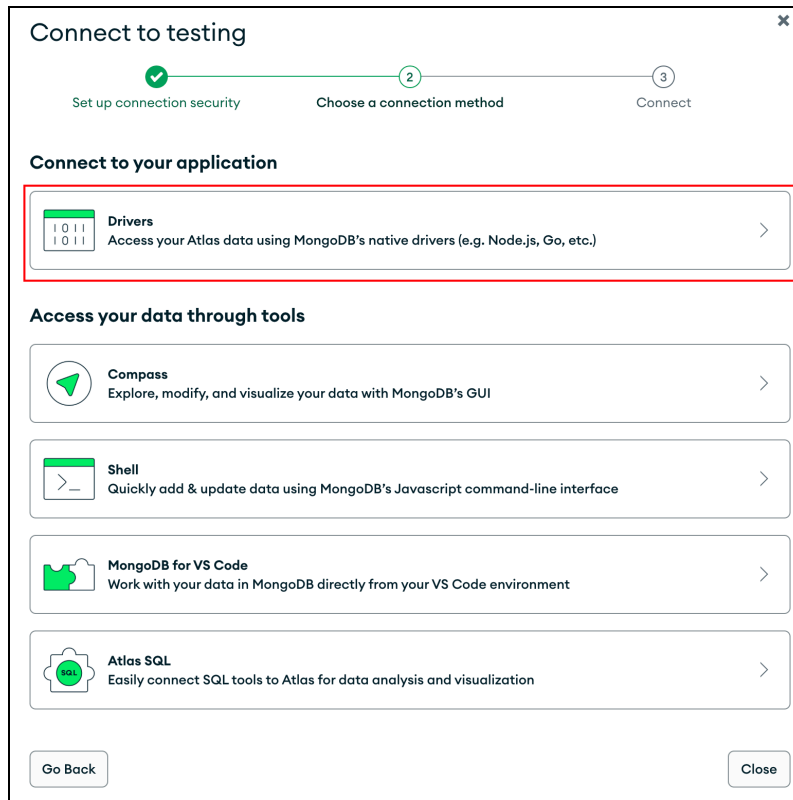 Connect to testing
2
3
Set up connection security
Choose a connection method
Connect
Connect to your application
1011
1011
Drivers
Access your Atlas data using MongoDB's native drivers (e.g. Node.js, Go, etc.)
Access your data through tools
Compass
Explore, modify, and visualize your data with MongoDB's GUI
>_
Shell
Quickly add & update data using MongoDB's Javascript command-line interface
MongoDB for VS Code
Work with your data in MongoDB directly from your VS Code environment
SQL
Atlas SQL
Easily connect SQL tools to Atlas for data analysis and visualization
Go Back
Close